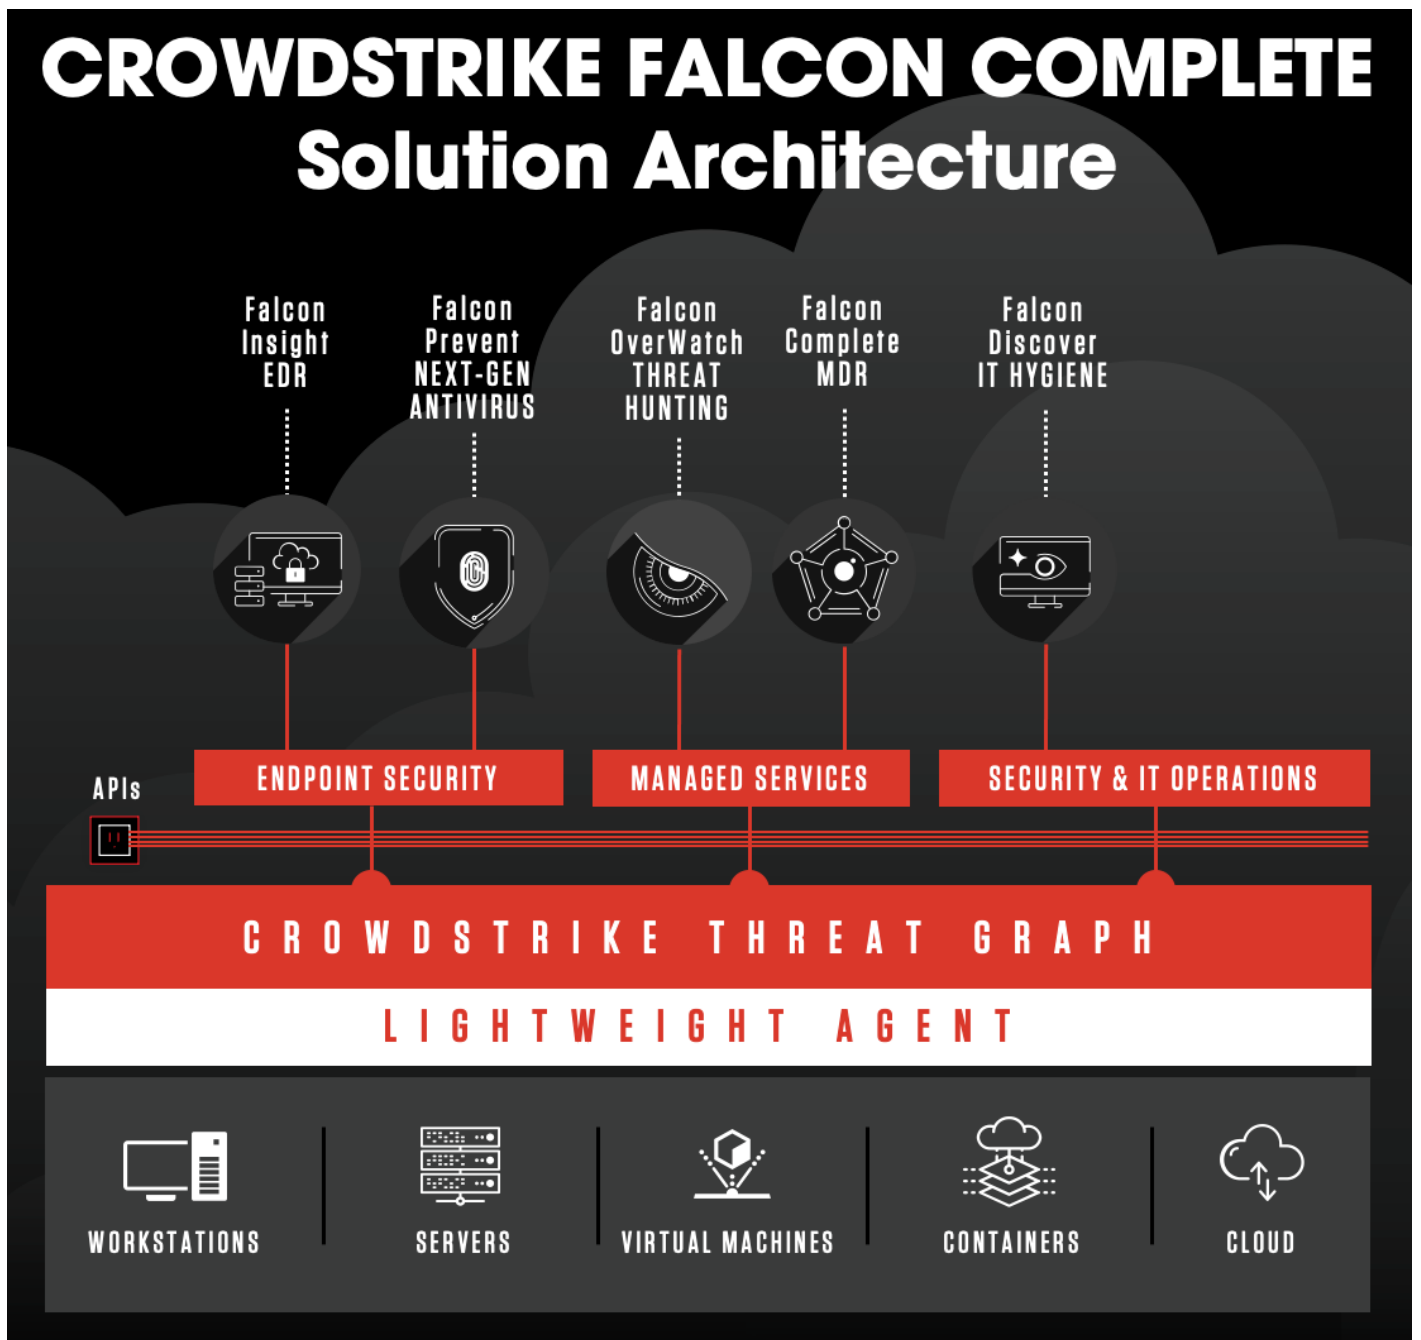 CROWDSTRIKE FALCON COMPLETE
Solution Architecture
Falcon
Insight
EDR
Falcon
Prevent
NEXT-GEN
ANTIVIRUS
Falcon
OverWatch
THREAT
HUNTING
Falcon
Complete
MDR
Falcon
Discover
IT HYGIENE
ENDPOINT SECURITY
MANAGED SERVICES
SECURITY & IT OPERATIONS
APIs
CROWDSTRIKE THREAT GRAPH
LIGHTWEIGHT AGENT
WORKSTATIONS
SERVERS
VIRTUAL MACHINES
CONTAINERS
CLOUD